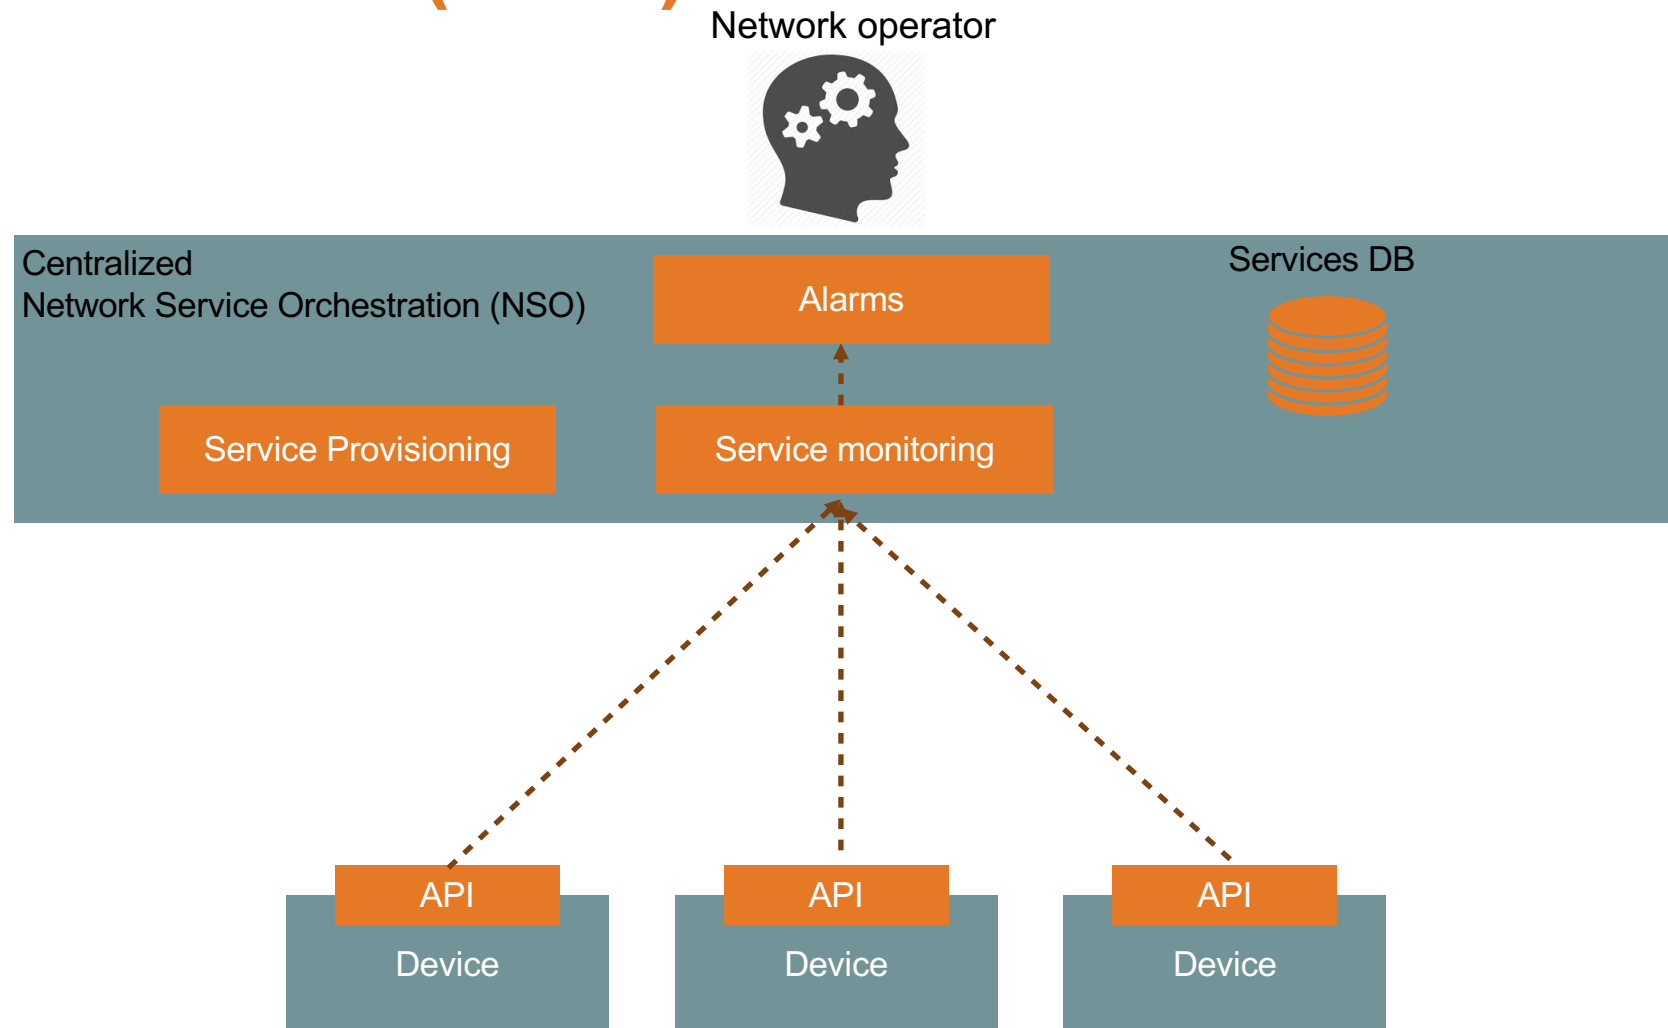 Network operator
Centralized
Network Service Orchestration (NSO)
Alarms
Services DB
Service Provisioning
Service monitoring
API
API
API
Device
Device
Device